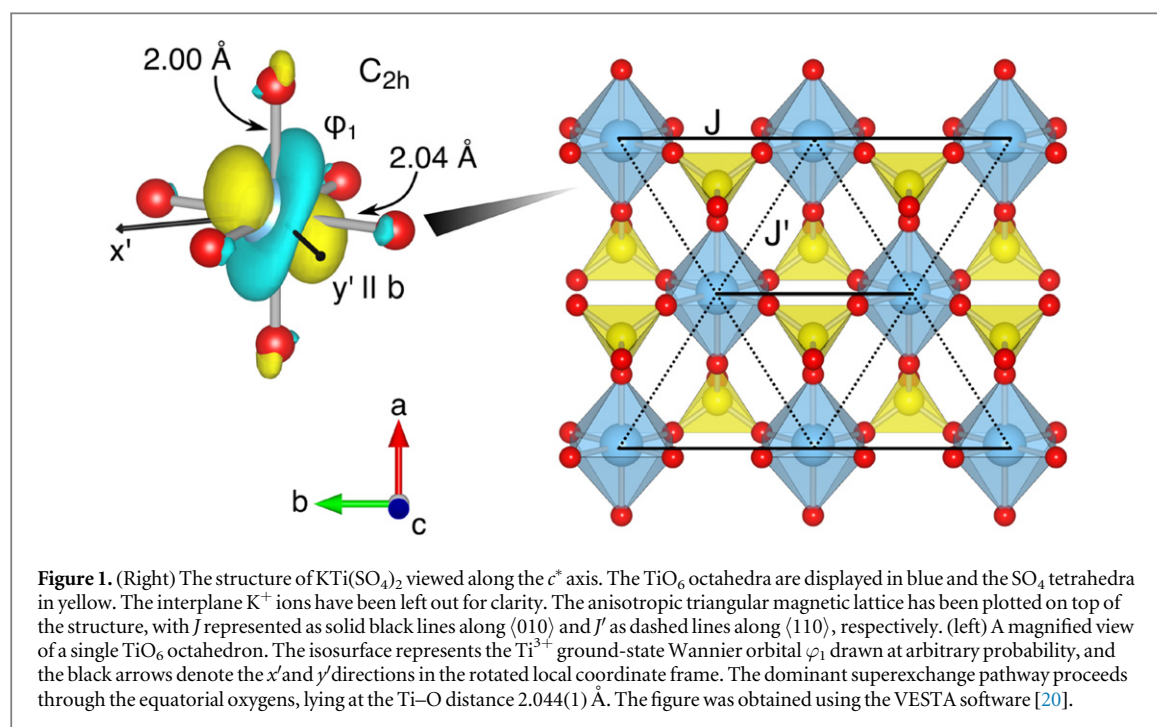 2.00 Å
C2h
φ1
2.04 Å
x'
y' II b
a
b
c
J
J'
Figure 1. (Right) The structure of KTi(SO4)2 viewed along the c* axis. The TiO6 octahedra are displayed in blue and the SO4 tetrahedra
in yellow. The interplane K+ ions have been left out for clarity. The anisotropic triangular magnetic lattice has been plotted on top of
the structure, with J represented as solid black lines along ⟨010⟩ and J′ as dashed lines along ⟨110⟩, respectively. (left) A magnified view
of a single TiO6 octahedron. The isosurface represents the Ti3+ ground-state Wannier orbital φ1 drawn at arbitrary probability, and
the black arrows denote the x′and y′directions in the rotated local coordinate frame. The dominant superexchange pathway proceeds
through the equatorial oxygens, lying at the Ti–O distance 2.044(1) Å. The figure was obtained using the VESTA software [20].